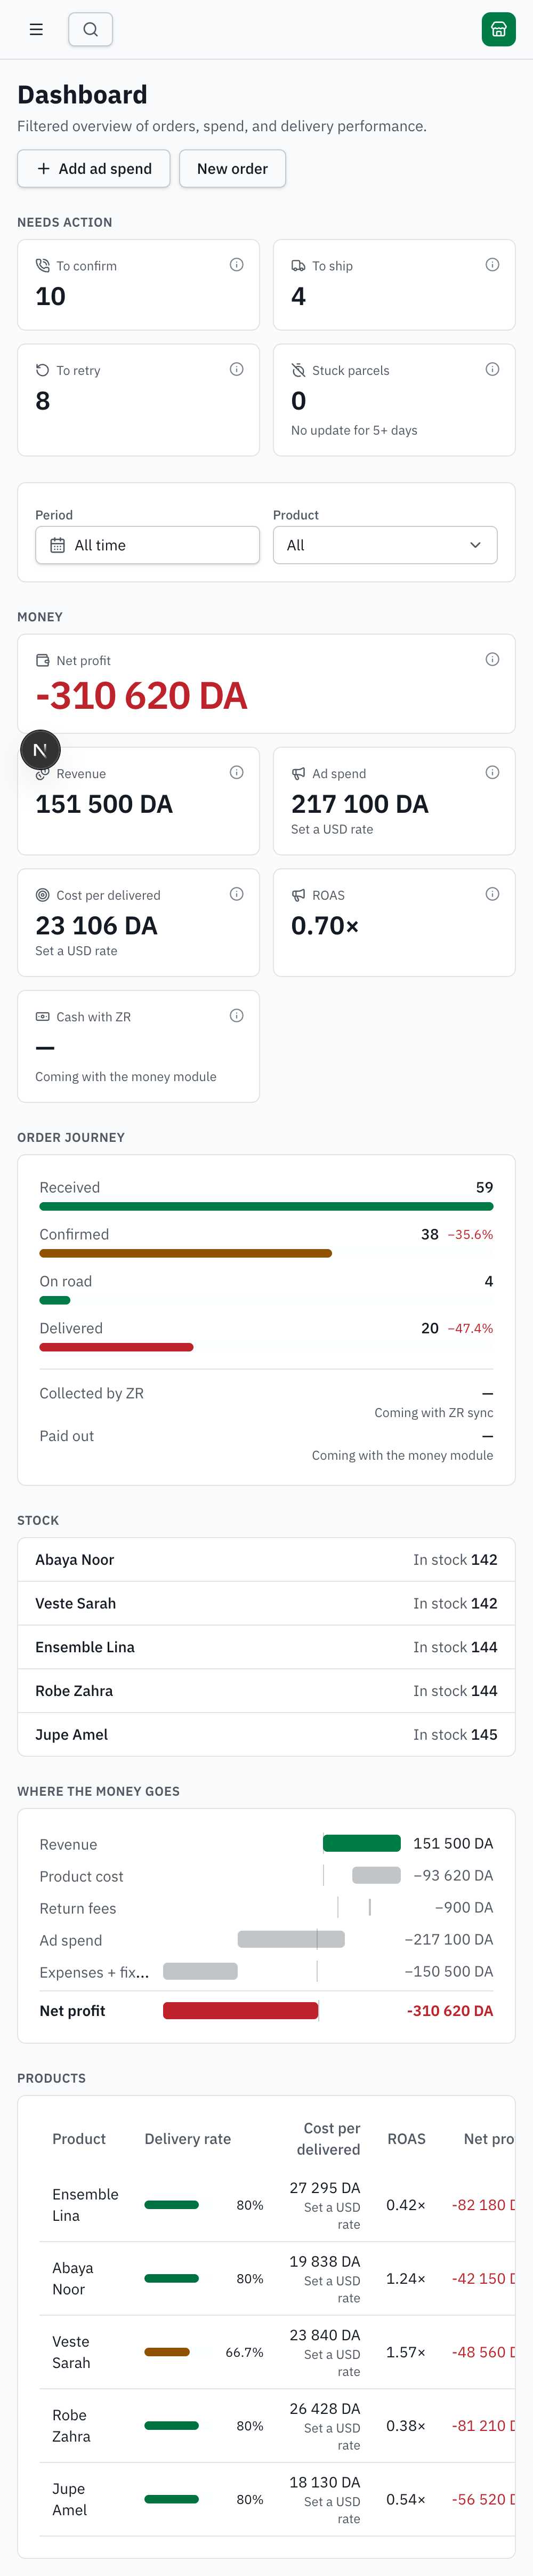 Dashboard
Filtered overview of orders, spend, and delivery performance.
Add ad spend
New order
NEEDS ACTION
To confirm
10
To ship
4
To retry
8
Stuck parcels
0
No update for 5+ days
Period
All time
Product
All
MONEY
Net profit
-310 620 DA
N
Revenue
151 500 DA
Ad spend
217 100 DA
Set a USD rate
Cost per delivered
23 106 DA
Set a USD rate
ROAS
0.70×
Cash with ZR
—
Coming with the money module
ORDER JOURNEY
Received 59
Confirmed 38 −35.6%
On road 4
Delivered 20 −47.4%
Collected by ZR —
Coming with ZR sync
Paid out —
Coming with the money module
STOCK
Abaya Noor In stock 142
Veste Sarah In stock 142
Ensemble Lina In stock 144
Robe Zahra In stock 144
Jupe Amel In stock 145
WHERE THE MONEY GOES
Revenue 151 500 DA
Product cost −93 620 DA
Return fees −900 DA
Ad spend −217 100 DA
Expenses + fix... −150 500 DA
Net profit -310 620 DA
PRODUCTS
Product Delivery rate Cost per delivered ROAS Net pro
Ensemble Lina 80% 27 295 DA Set a USD rate 0.42× -82 180 D
Abaya Noor 80% 19 838 DA Set a USD rate 1.24× -42 150 D
Veste Sarah 66.7% 23 840 DA Set a USD rate 1.57× -48 560 D
Robe Zahra 80% 26 428 DA Set a USD rate 0.38× -81 210 D
Jupe Amel 80% 18 130 DA Set a USD rate 0.54× -56 520 D